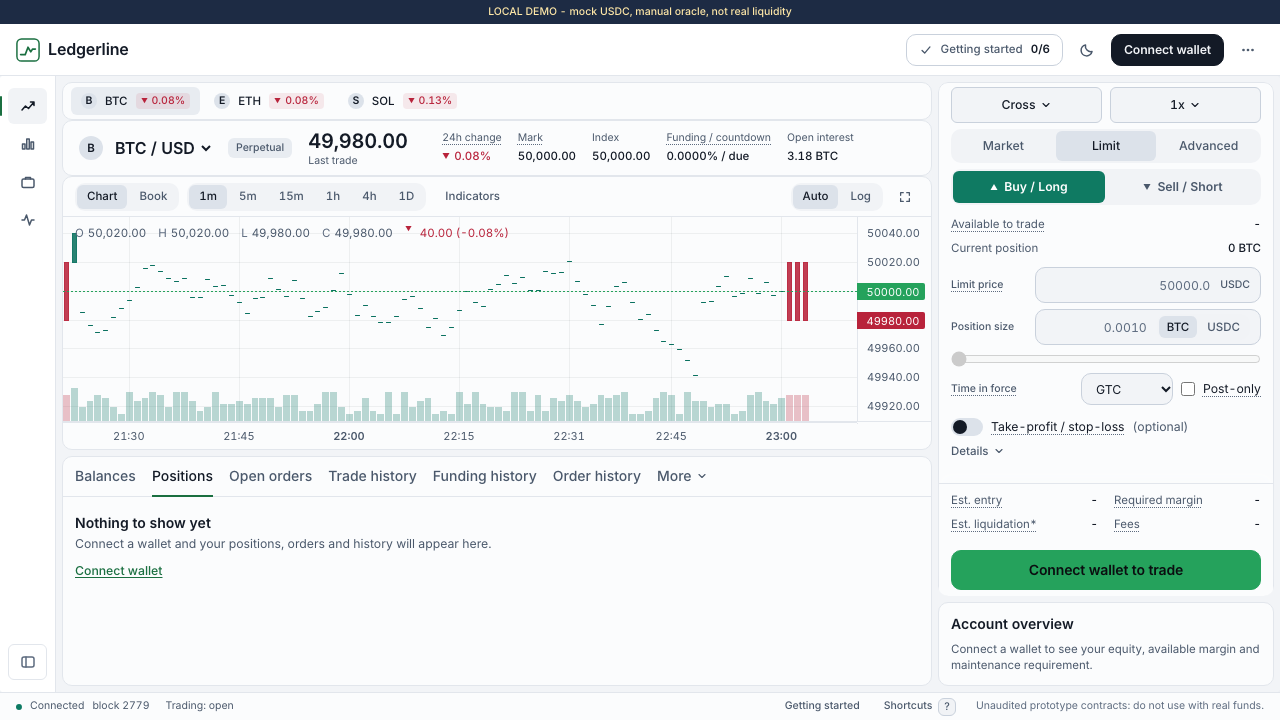 LOCAL DEMO - mock USDC, manual oracle, not real liquidity
Ledgerline
Getting started 0/6
Connect wallet
B BTC 0.08%
E ETH 0.08%
S SOL 0.13%
B BTC / USD
Perpetual
49,980.00
Last trade
24h change
0.08%
Mark
50,000.00
Index
50,000.00
Funding / countdown
0.0000% / due
Open interest
3.18 BTC
Chart Book
1m 5m 15m 1h 4h 1D
Indicators
Auto Log
O 50,020.00 H 50,020.00 L 49,980.00 C 49,980.00 40.00 (-0.08%)
50040.00
50020.00
50000.00
49980.00
49960.00
49940.00
49920.00
21:30 21:45 22:00 22:15 22:31 22:45 23:00
Balances Positions Open orders Trade history Funding history Order history More
Nothing to show yet
Connect a wallet and your positions, orders and history will appear here.
Connect wallet
Cross 1x
Market Limit Advanced
Buy / Long Sell / Short
Available to trade -
Current position 0 BTC
Limit price 50000.0 USDC
Position size 0.0010 BTC USDC
Time in force GTC Post-only
Take-profit / stop-loss (optional)
Details
Est. entry - Required margin -
Est. liquidation* - Fees -
Connect wallet to trade
Account overview
Connect a wallet to see your equity, available margin and
maintenance requirement.
Connected block 2779 Trading: open
Getting started Shortcuts ? Unaudited prototype contracts: do not use with real funds.